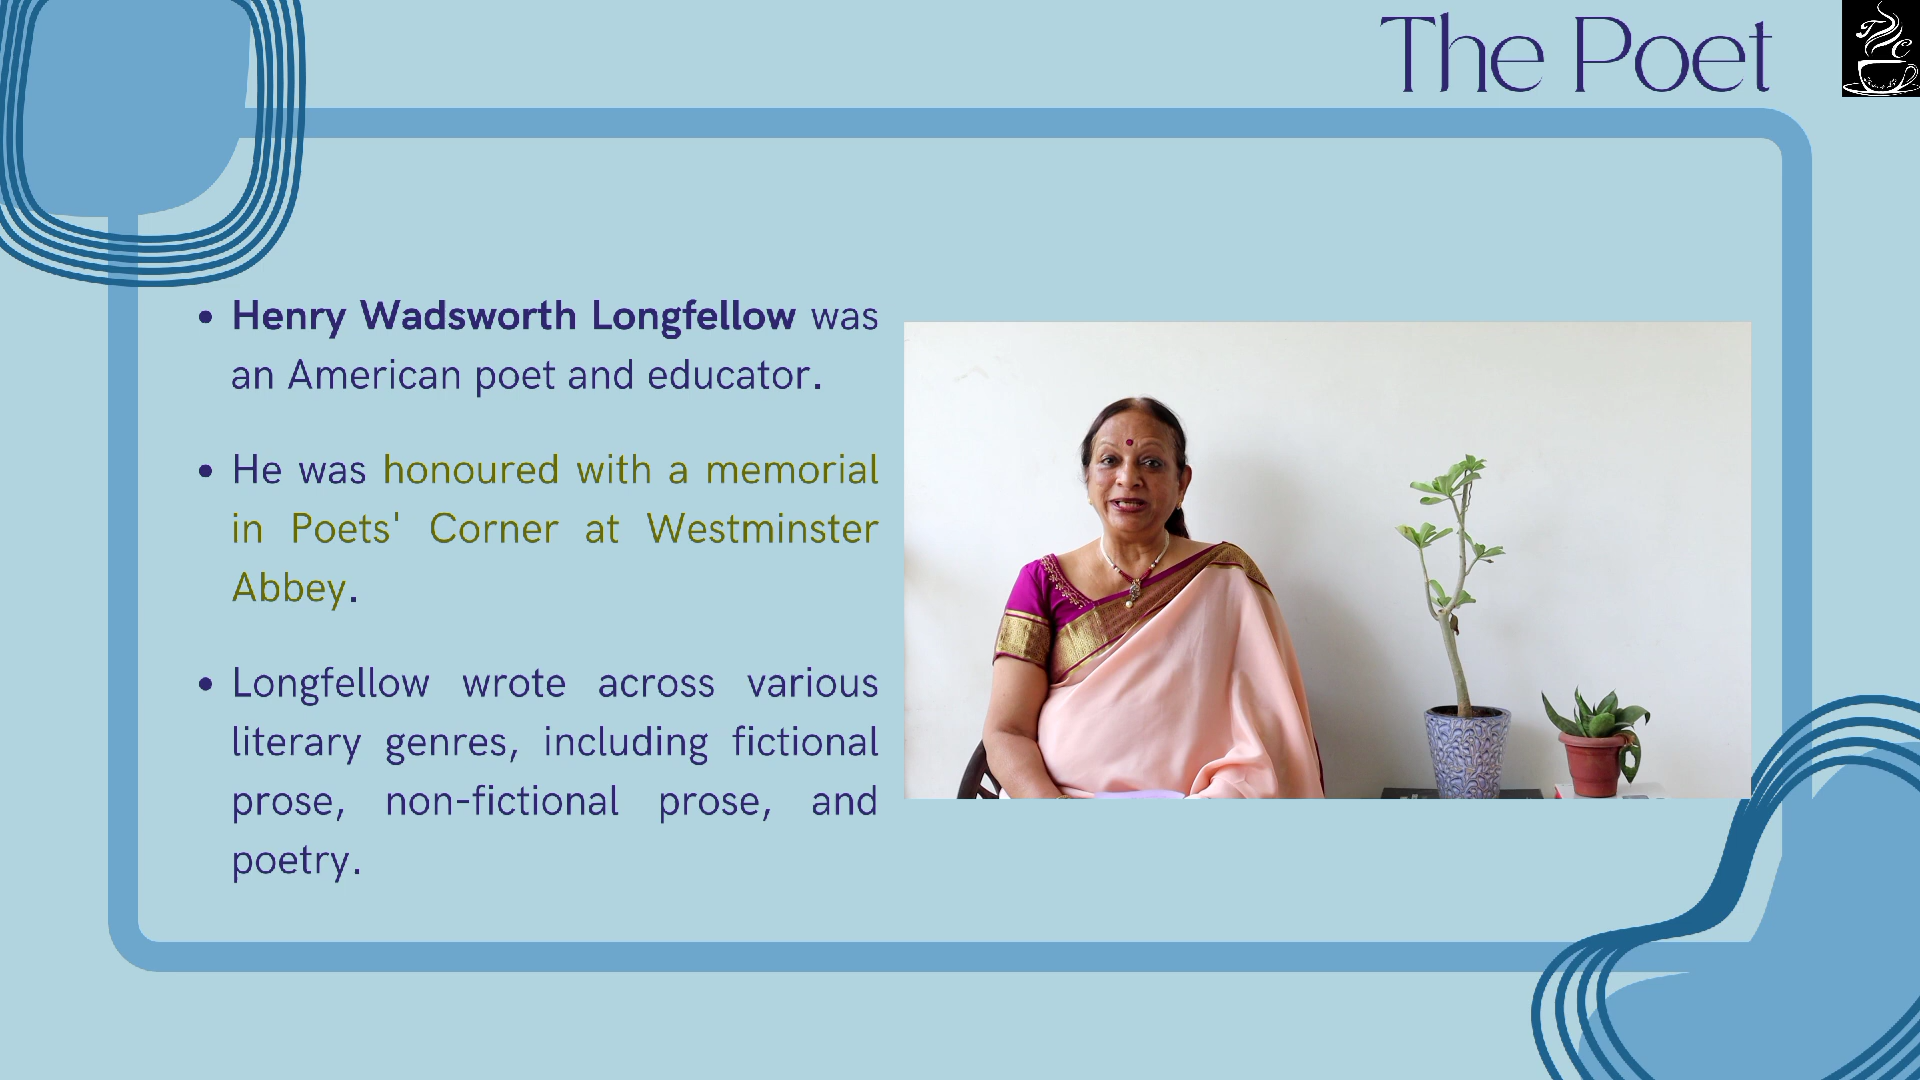 The Poet
TC
• Henry Wadsworth Longfellow was
an American poet and educator.
• He was honoured with a memorial
in Poets' Corner at Westminster
Abbey.
• Longfellow wrote across various
literary genres, including fictional
prose, non-fictional prose, and
poetry.